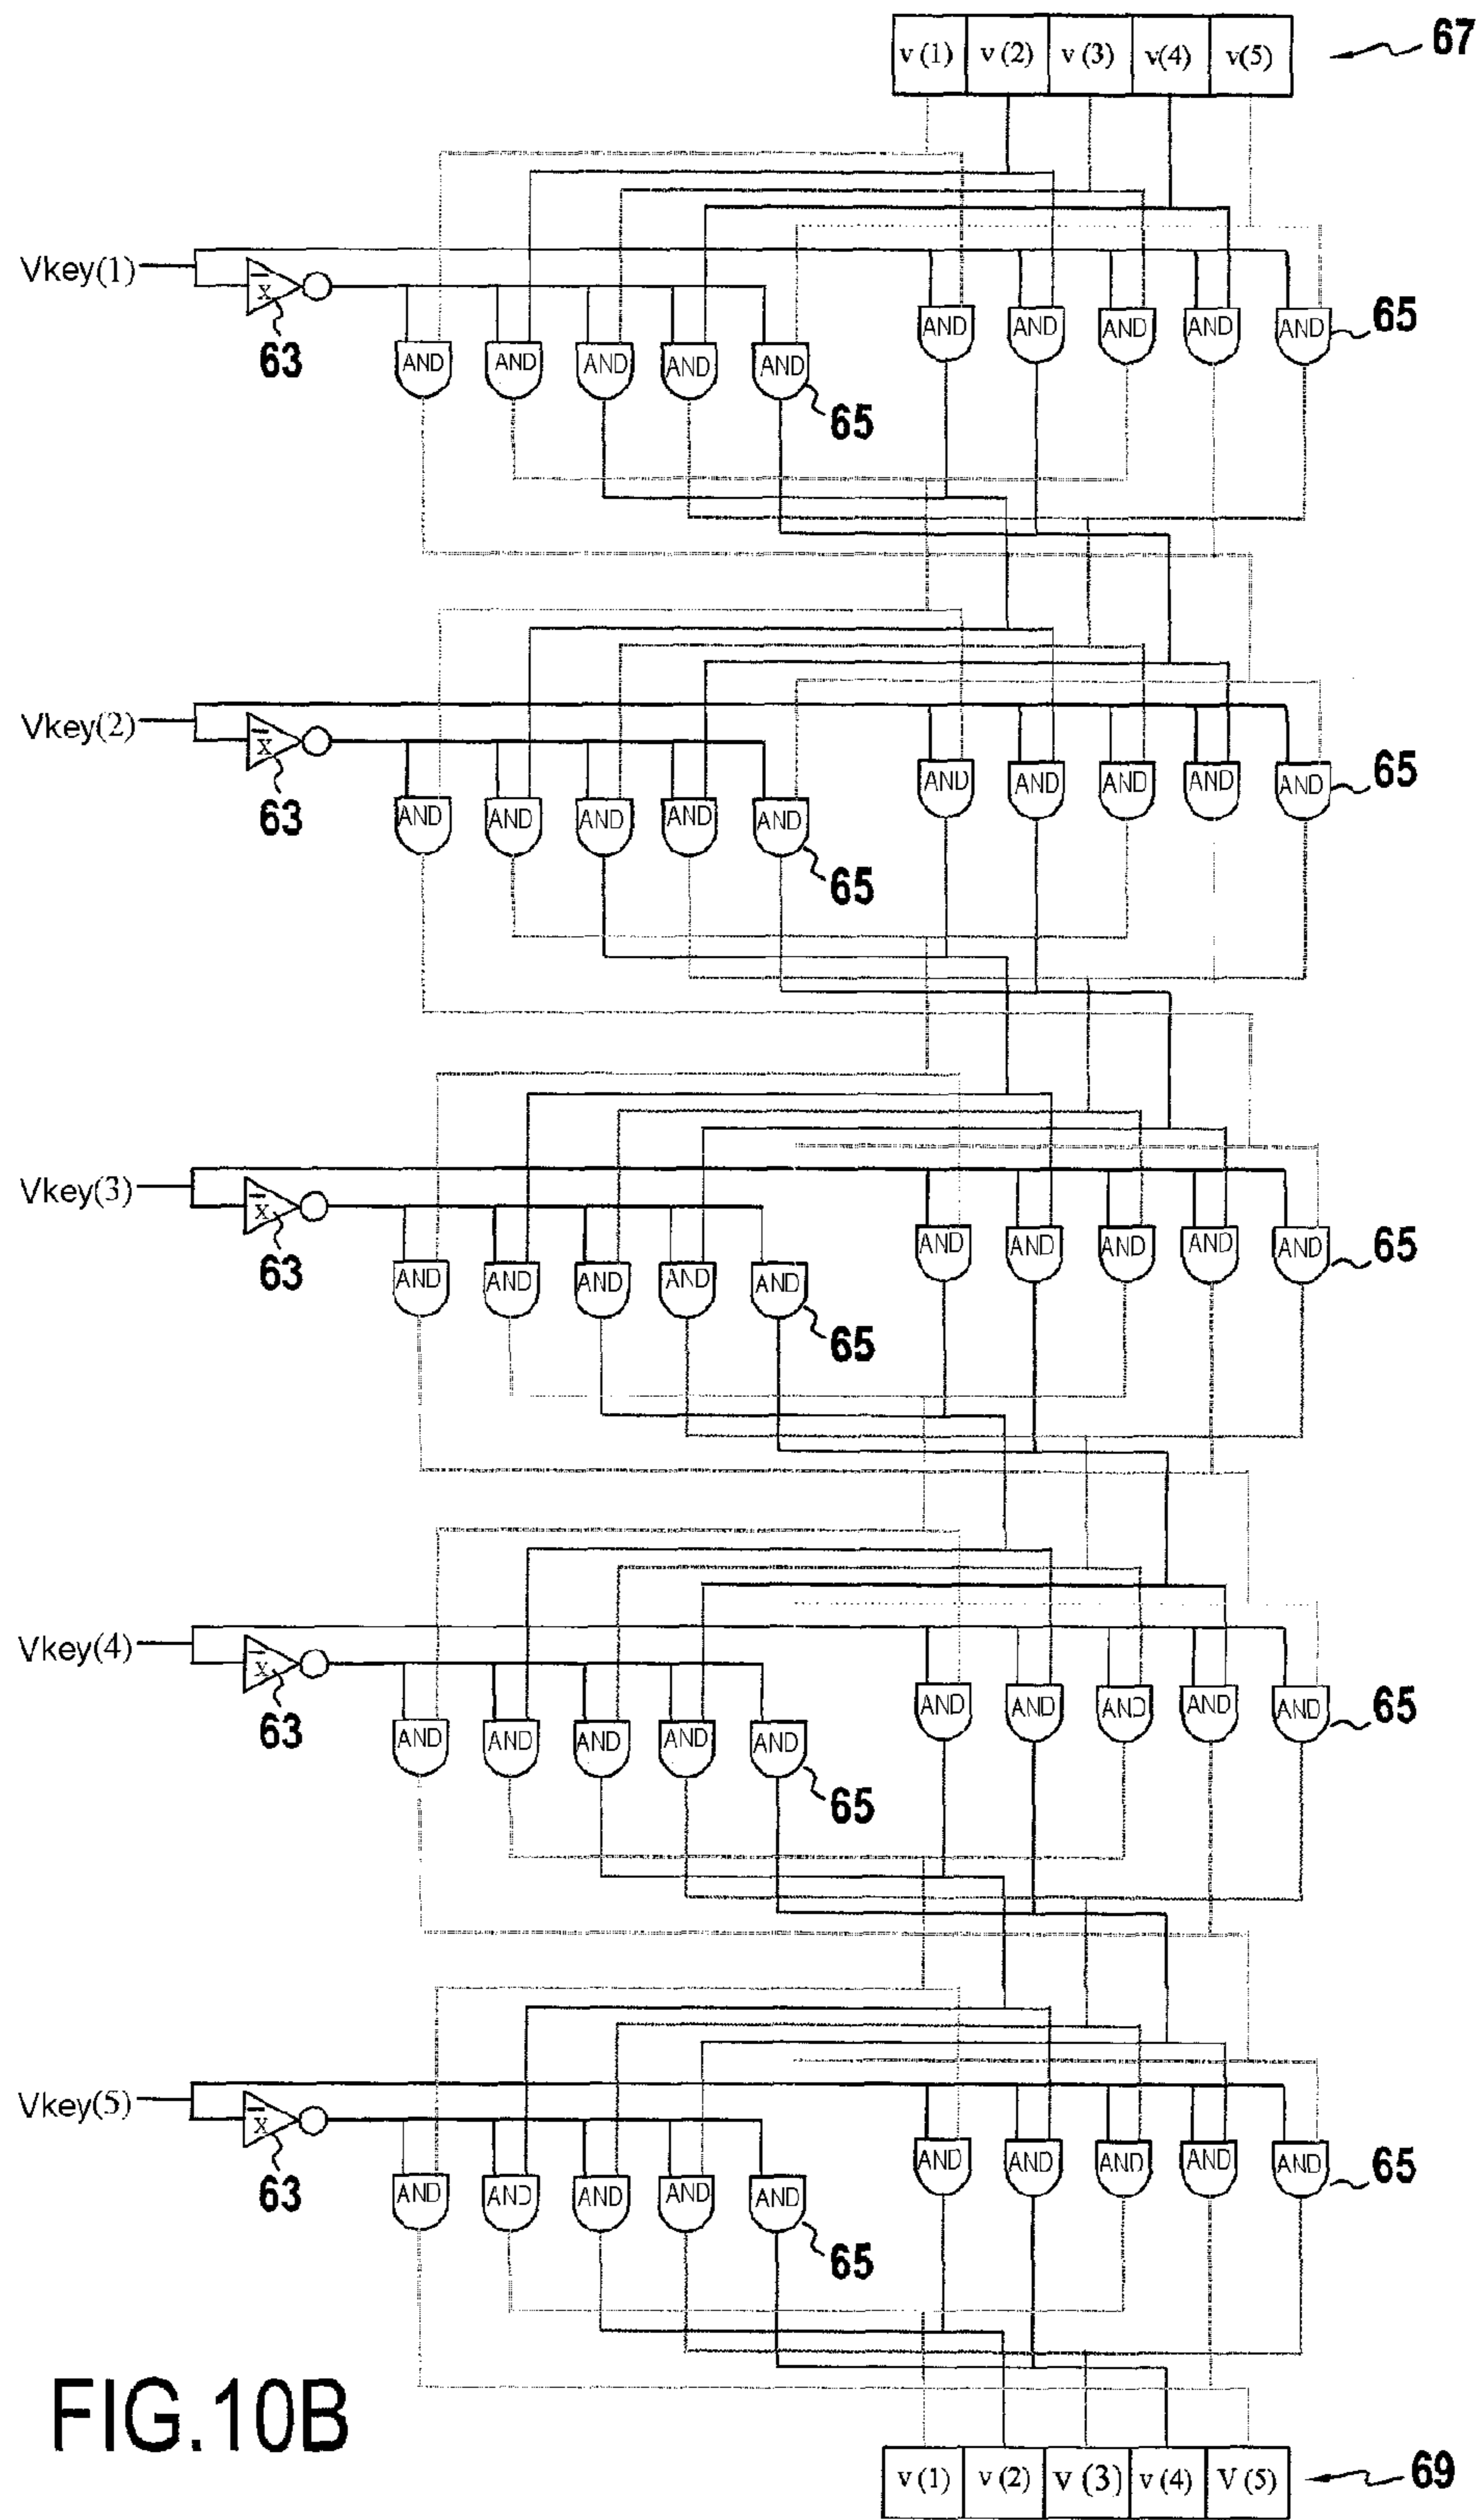 v(1) v(2) v(3) v(4) v(5) 67
Vkey(1) x 63
AND AND AND AND AND 65
AND AND AND AND AND 65
Vkey(2) x 63
AND AND AND AND AND 65
AND AND AND AND AND 65
Vkey(3) x 63
AND AND AND AND AND 65
AND AND AND AND AND 65
Vkey(4) x 63
AND AND AND AND AND 65
AND AND AND AND AND 65
Vkey(5) x 63
AND AND AND AND AND 65
AND AND AND AND AND 65
FIG.10B
v(1) v(2) v(3) v(4) V(5) 69